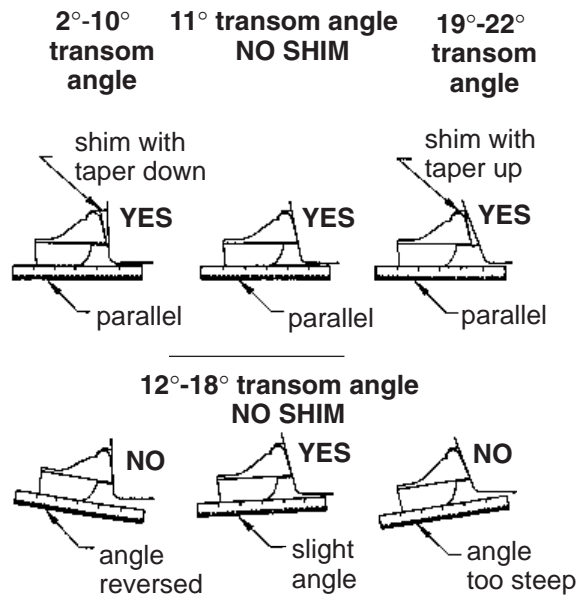 2°-10°
transom
angle
11° transom angle
NO SHIM
19°-22°
transom
angle
shim with
taper down
YES
parallel
YES
parallel
shim with
taper up
YES
parallel
12°-18° transom angle
NO SHIM
NO
angle
reversed
YES
slight
angle
NO
angle
too steep